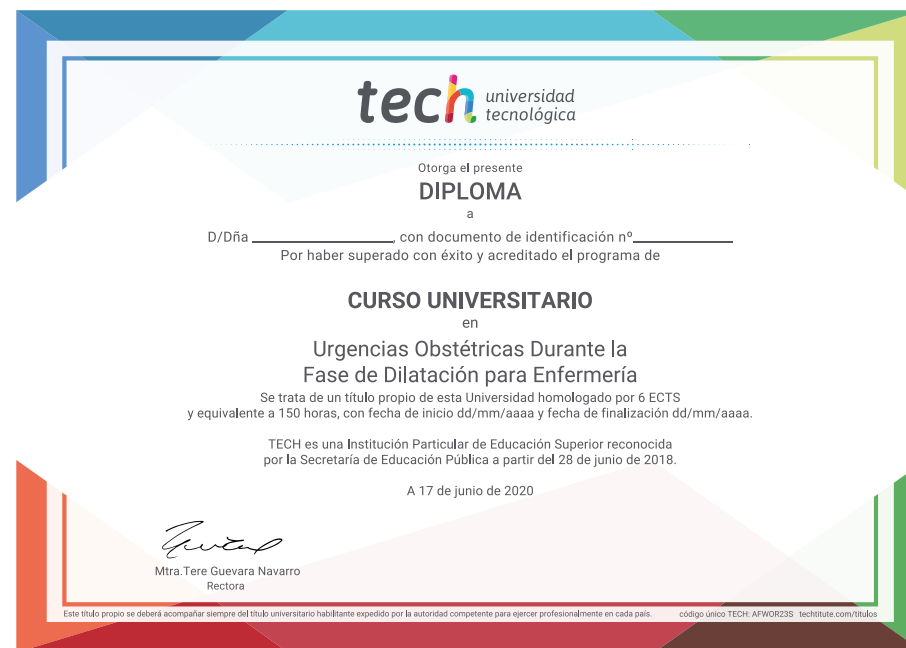 tech universidad
tecnológica
Otorga el presente
DIPLOMA
a
D/Dña ____________________, con documento de identificación nº______________
Por haber superado con éxito y acreditado el programa de
CURSO UNIVERSITARIO
en
Urgencias Obstétricas Durante la
Fase de Dilatación para Enfermería
Se trata de un título propio de esta Universidad homologado por 6 ECTS
y equivalente a 150 horas, con fecha de inicio dd/mm/aaaa y fecha de finalización dd/mm/aaaa.
TECH es una Institución Particular de Educación Superior reconocida
por la Secretaría de Educación Pública a partir del 28 de junio de 2018.
A 17 de junio de 2020
Mtra.Tere Guevara Navarro
Rectora
Este título propio se deberá acompañar siempre del título universitario habilitante expedido por la autoridad competente para ejercer profesionalmente en cada país. código único TECH: AFWOR23S techtitute.com/titulos